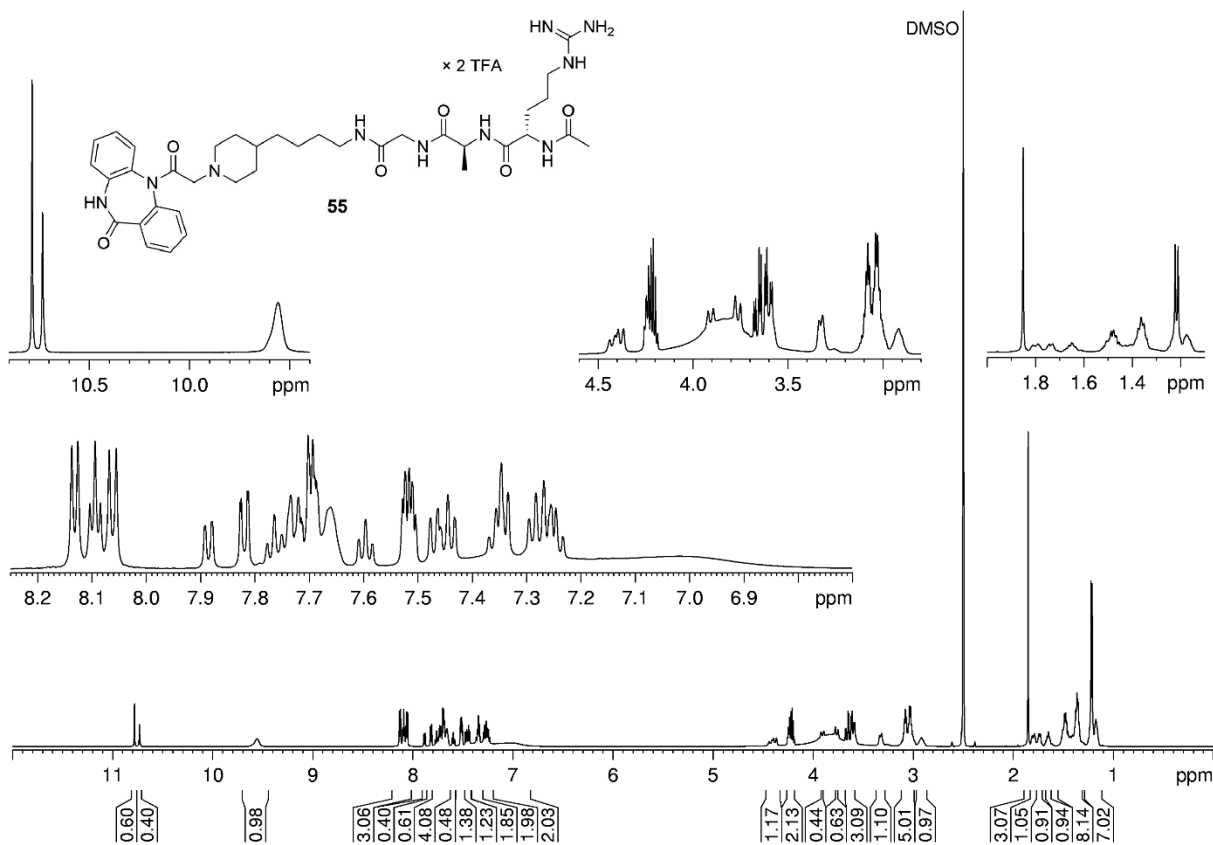 DMSO
NH
HN
NH₂
NH
× 2 TFA
O
H
N
O
H
N
O
O
N
N
H
O
N
H
O
N
H
O
N
HN
O
55
10.5 10.0 ppm
4.5 4.0 3.5 ppm
1.8 1.6 1.4 ppm
8.2 8.1 8.0 7.9 7.8 7.7 7.6 7.5 7.4 7.3 7.2 7.1 7.0 6.9 ppm
11 10 9 8 7 6 5 4 3 2 1 ppm
0.60 0.40 0.98 3.06 0.40 0.61 4.08 0.48 1.38 1.23 1.85 1.98 2.03 1.17 2.13 0.44 0.63 3.09 1.10 5.01 0.97 3.07 1.05 0.91 0.94 8.14 7.02